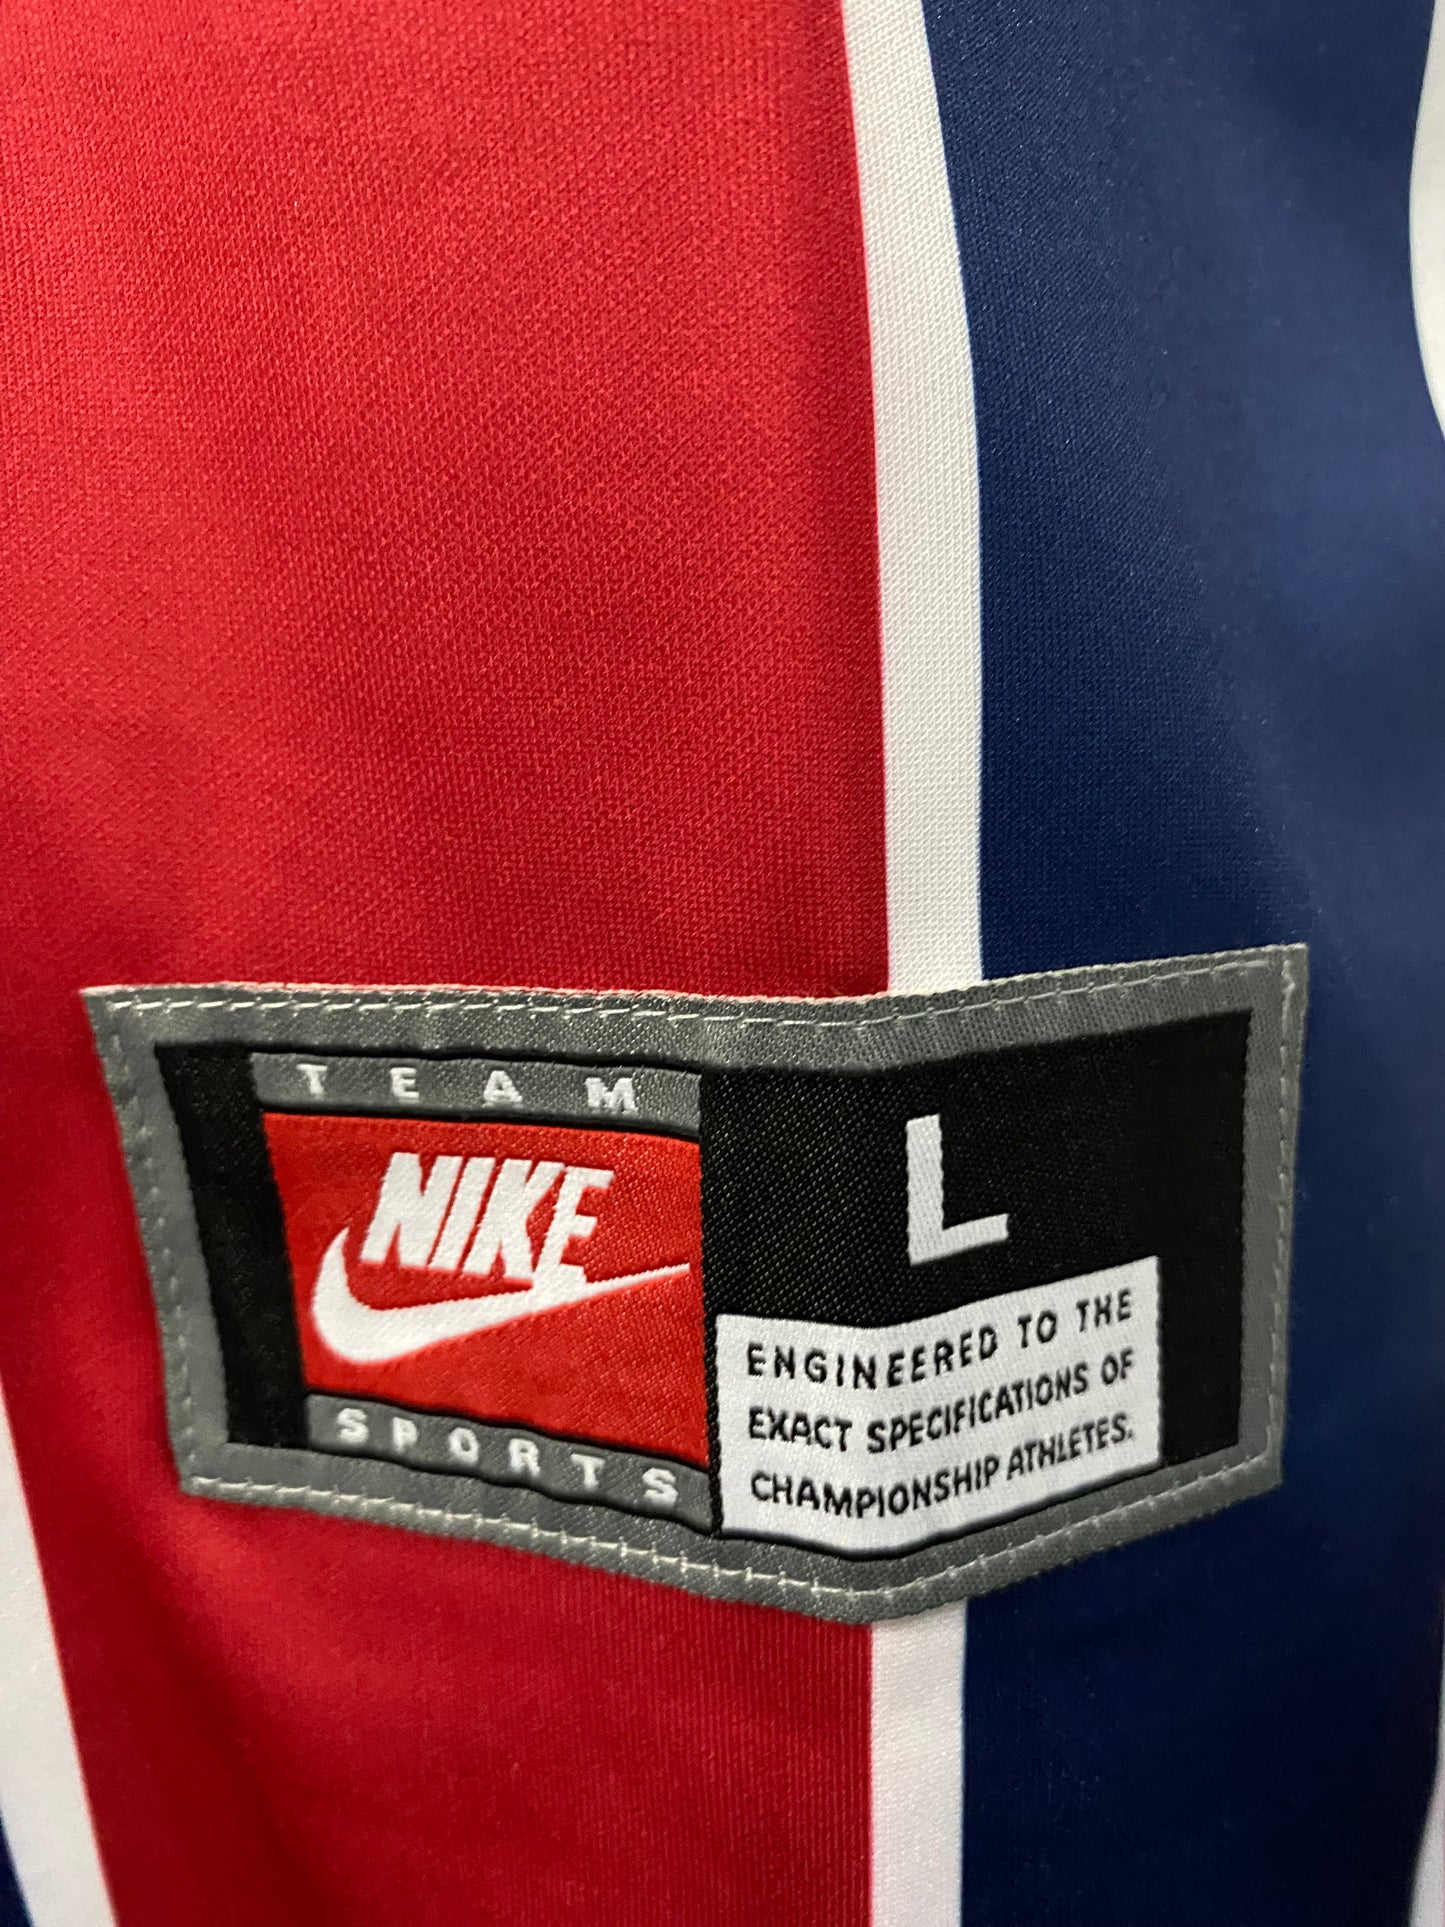 TEAM
NIKE
SPORTS
L
ENGINEERED TO THE
EXACT SPECIFICATIONS OF
CHAMPIONSHIP ATHLETES.